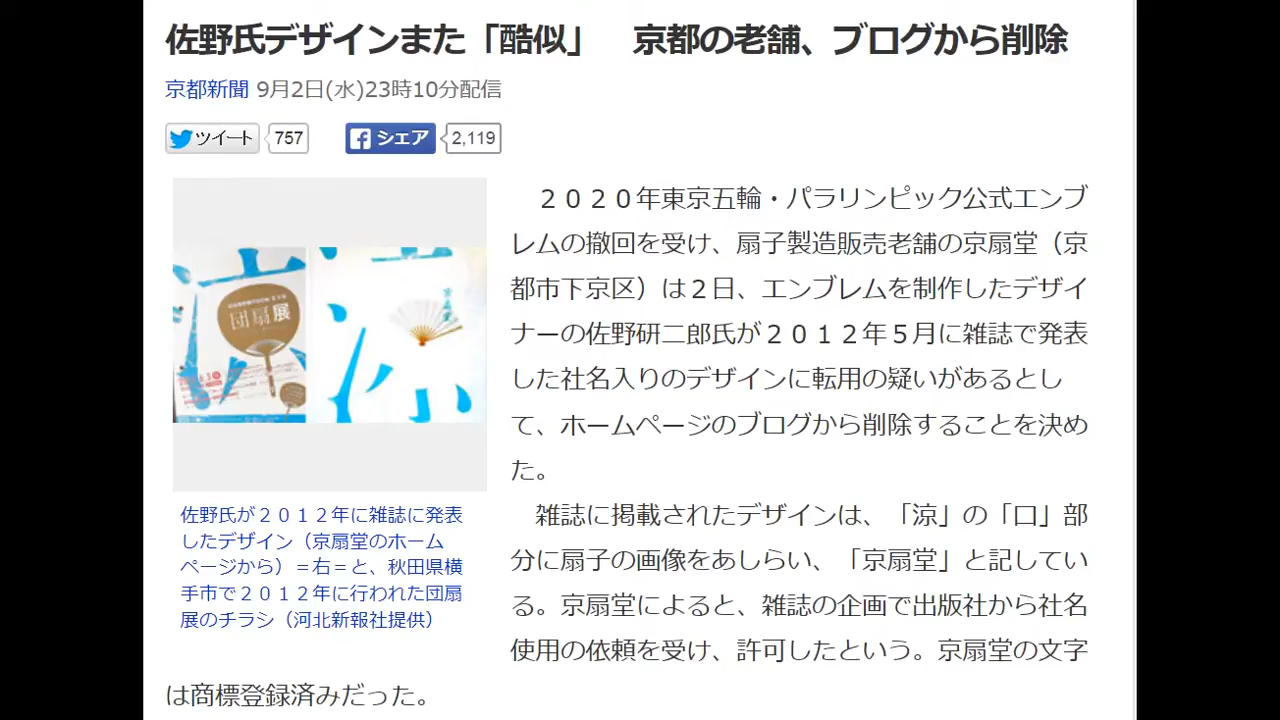 佐野氏デザインまた「酷似」　京都の老舗、ブログから削除
京都新聞 9月2日(水)23時10分配信
ツイート 757 シェア 2,119
　２０２０年東京五輪・パラリンピック公式エンブ
レムの撤回を受け、扇子製造販売老舗の京扇堂（京
都市下京区）は２日、エンブレムを制作したデザイ
ナーの佐野研二郎氏が２０１２年５月に雑誌で発表
した社名入りのデザインに転用の疑いがあるとし
て、ホームページのブログから削除することを決め
た。
　雑誌に掲載されたデザインは、「涼」の「口」部
分に扇子の画像をあしらい、「京扇堂」と記してい
る。京扇堂によると、雑誌の企画で出版社から社名
使用の依頼を受け、許可したという。京扇堂の文字
は商標登録済みだった。
団扇展
涼
京扇堂
佐野氏が２０１２年に雑誌に発表
したデザイン（京扇堂のホーム
ページから）＝右＝と、秋田県横
手市で２０１２年に行われた団扇
展のチラシ（河北新報社提供）